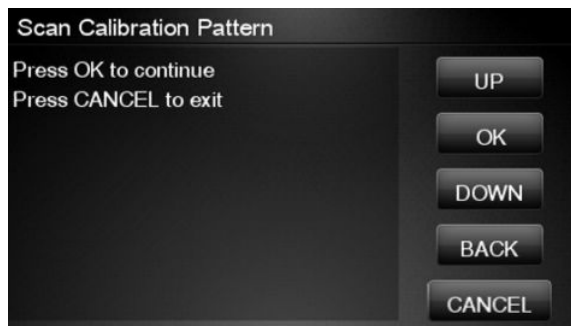 Scan Calibration Pattern
Press OK to continue
Press CANCEL to exit
UP
OK
DOWN
BACK
CANCEL